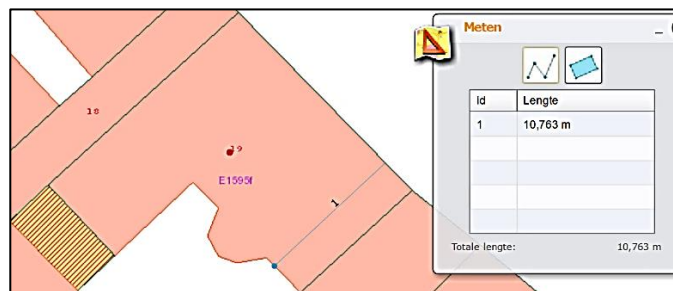 18
19
E1595f
1
Meten
Id Lengte
1 10,763 m
Totale lengte: 10,763 m